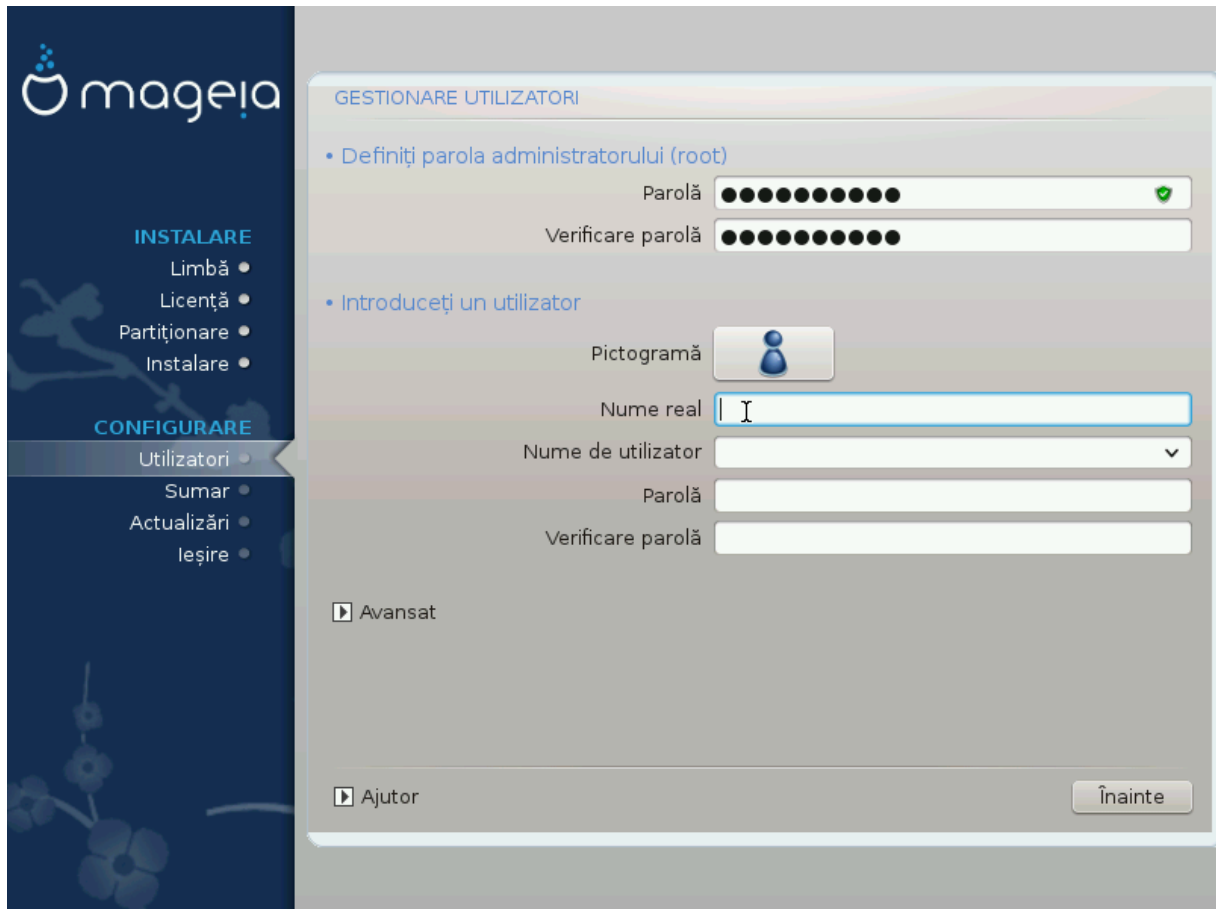 mageia
INSTALARE
Limbă
Licență
Partiționare
Instalare
CONFIGURARE
Utilizatori
Sumar
Actualizări
Ieșire
GESTIONARE UTILIZATORI
• Definiți parola administratorului (root)
Parolă ●●●●●●●●●●
Verificare parolă ●●●●●●●●●●
• Introduceți un utilizator
Pictogramă
Nume real
Nume de utilizator
Parolă
Verificare parolă
Avansat
Ajutor
Înainte